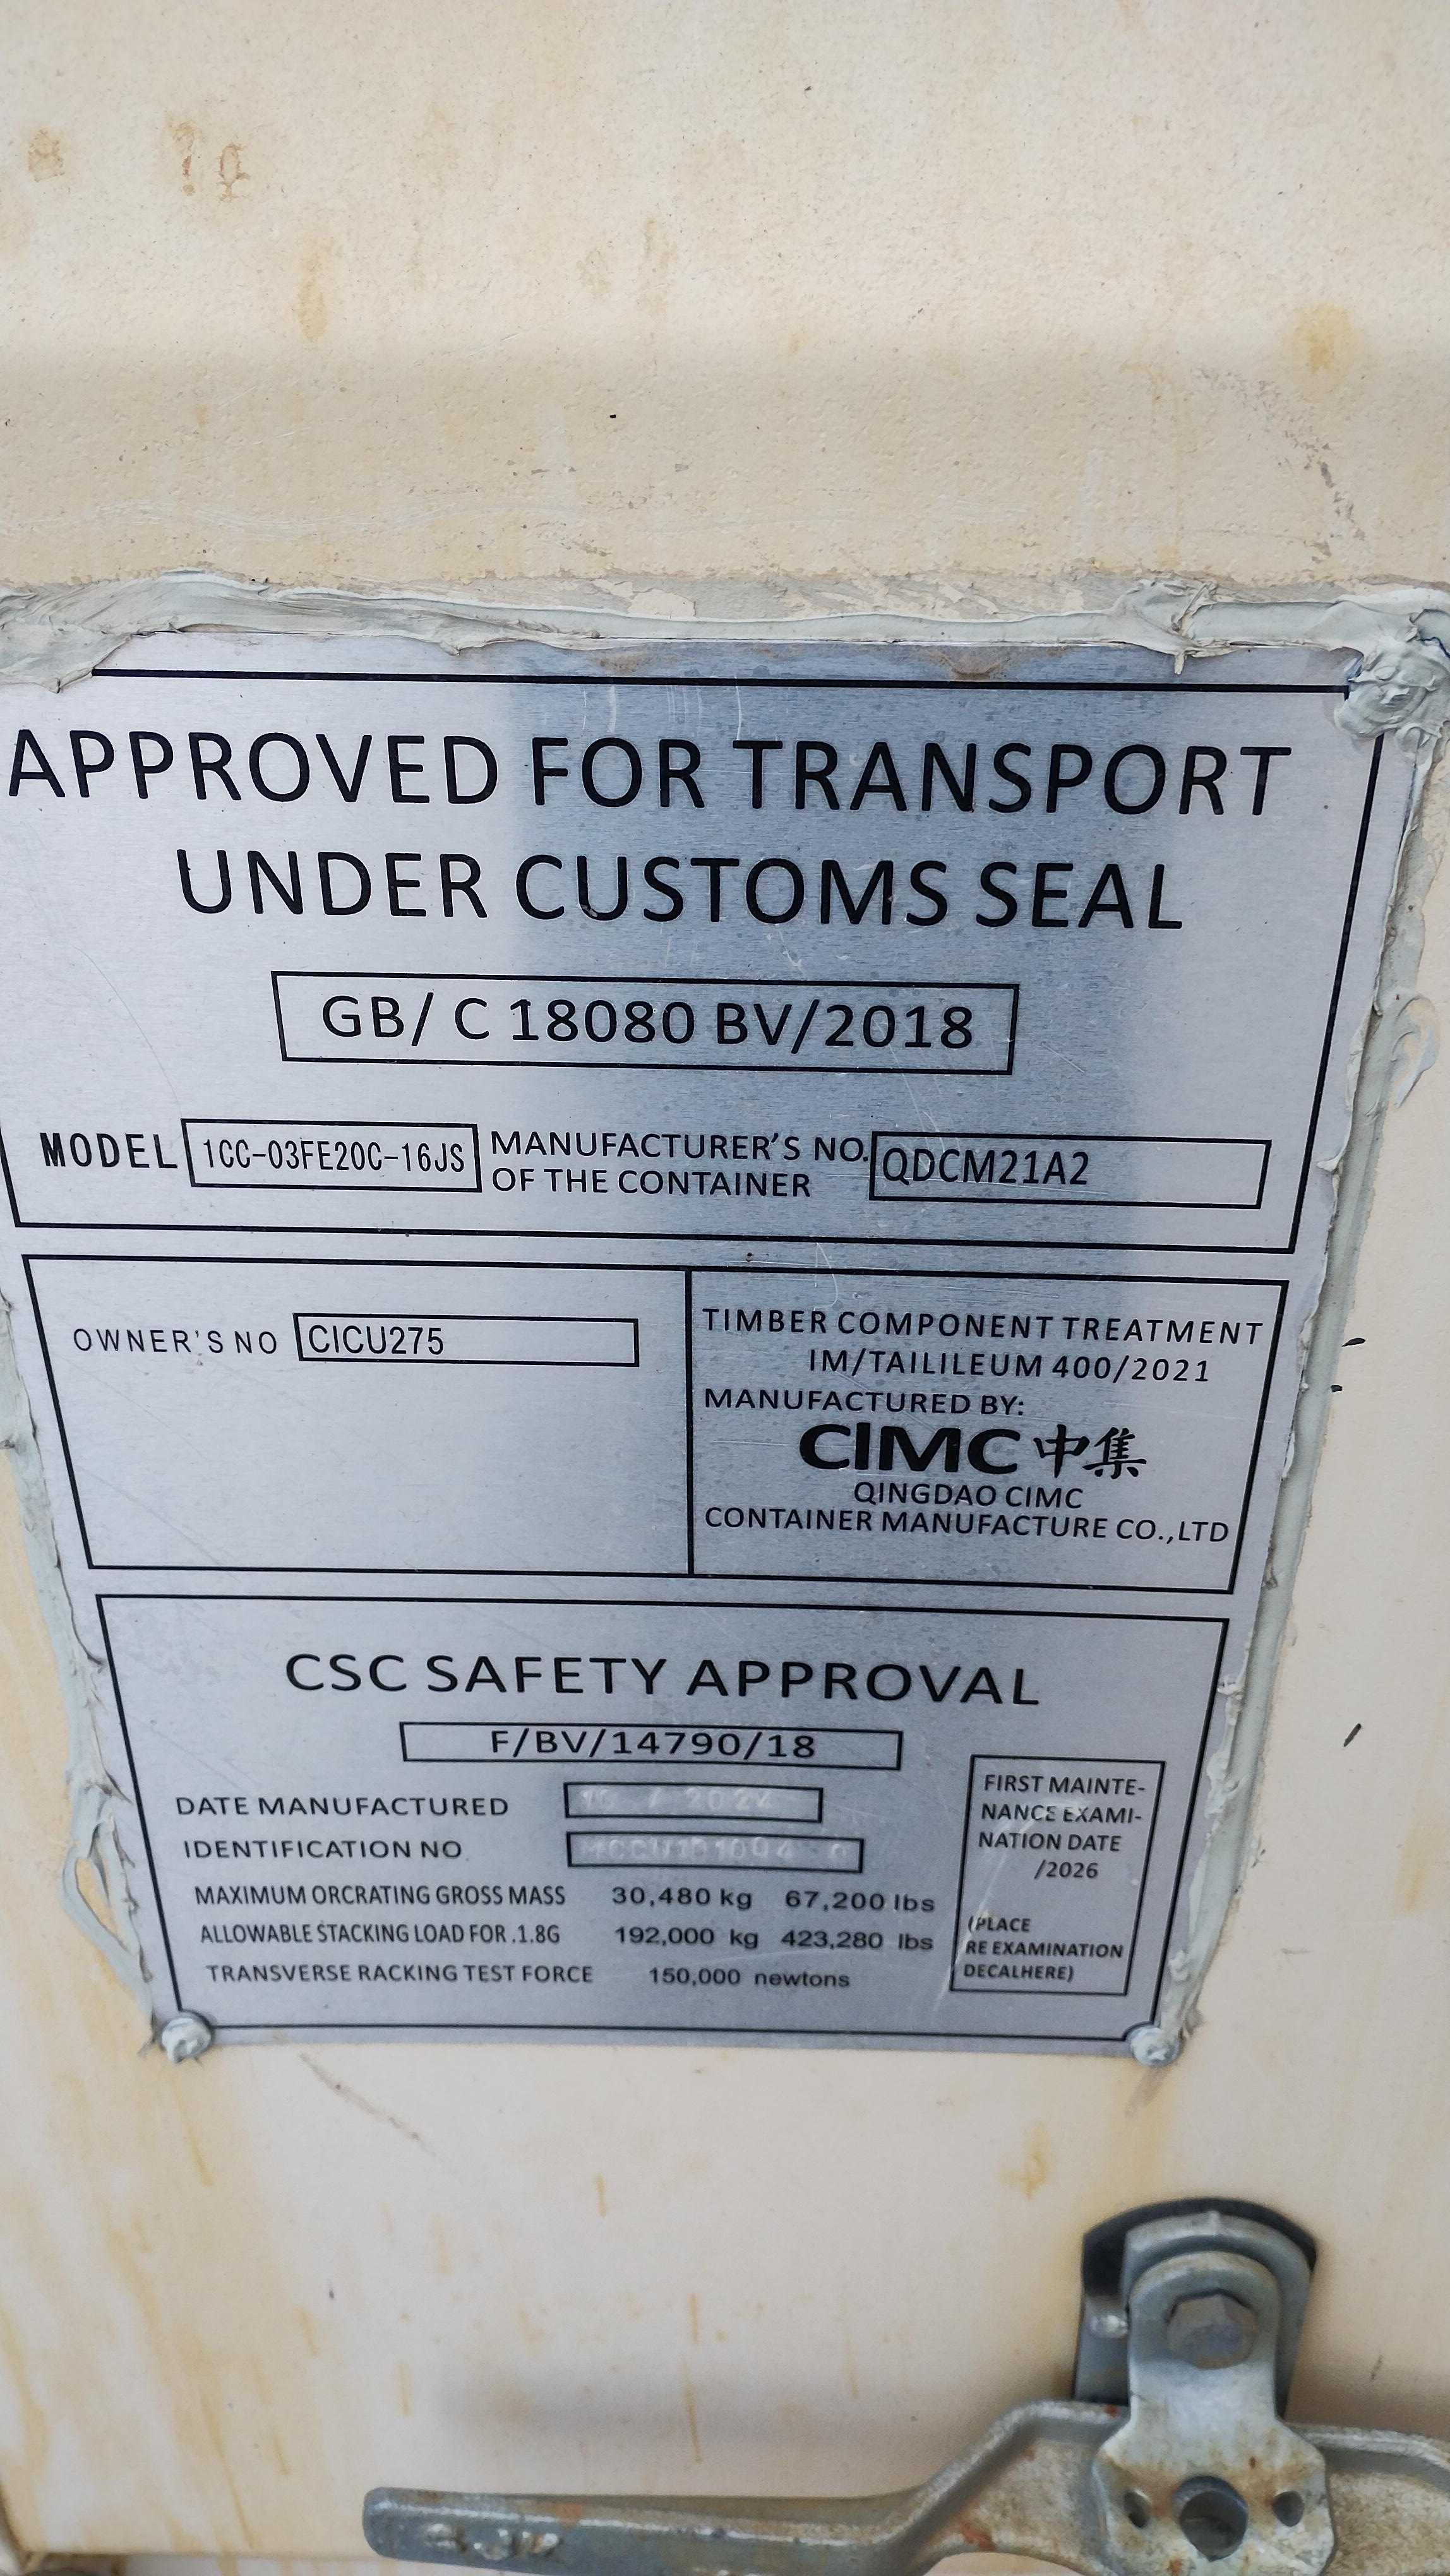 APPROVED FOR TRANSPORT
UNDER CUSTOMS SEAL
GB/ C 18080 BV/2018
MODEL 1CC-03FE20C-16JS MANUFACTURER'S NO. OF THE CONTAINER QDCM21A2
OWNER'S NO CICU275
TIMBER COMPONENT TREATMENT
IM/TAILILEUM 400/2021
MANUFACTURED BY:
CIMC 中集
QINGDAO CIMC
CONTAINER MANUFACTURE CO.,LTD
CSC SAFETY APPROVAL
F/BV/14790/18
DATE MANUFACTURED
IDENTIFICATION NO
MAXIMUM ORCRATING GROSS MASS 30,480 kg 67,200 lbs
ALLOWABLE STACKING LOAD FOR .1.8G 192,000 kg 423,280 lbs
TRANSVERSE RACKING TEST FORCE 150,000 newtons
FIRST MAINTE-
NANCE EXAMI-
NATION DATE
/2026
(PLACE
RE EXAMINATION
DECALHERE)